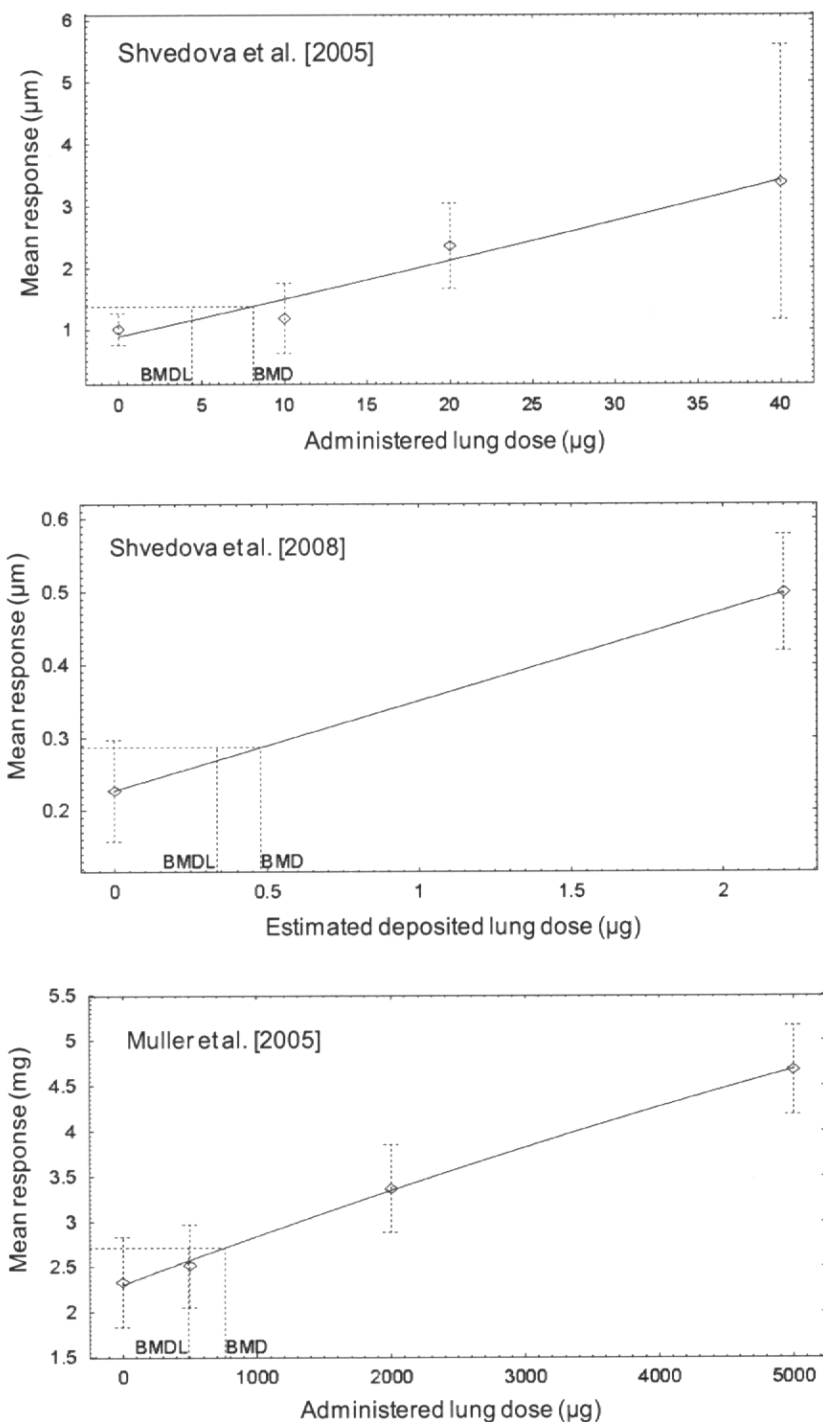 Shvedova et al. [2005]
Mean response (µm)
6
5
4
3
2
1
BMDL BMD
0 5 10 15 20 25 30 35 40
Administered lung dose (µg)
Shvedova et al. [2008]
Mean response (µm)
0.6
0.5
0.4
0.3
0.2
BMDL BMD
0 0.5 1 1.5 2
Estimated deposited lung dose (µg)
Muller et al. [2005]
Mean response (mg)
5.5
5
4.5
4
3.5
3
2.5
2
1.5
BMDL BMD
0 1000 2000 3000 4000 5000
Administered lung dose (µg)